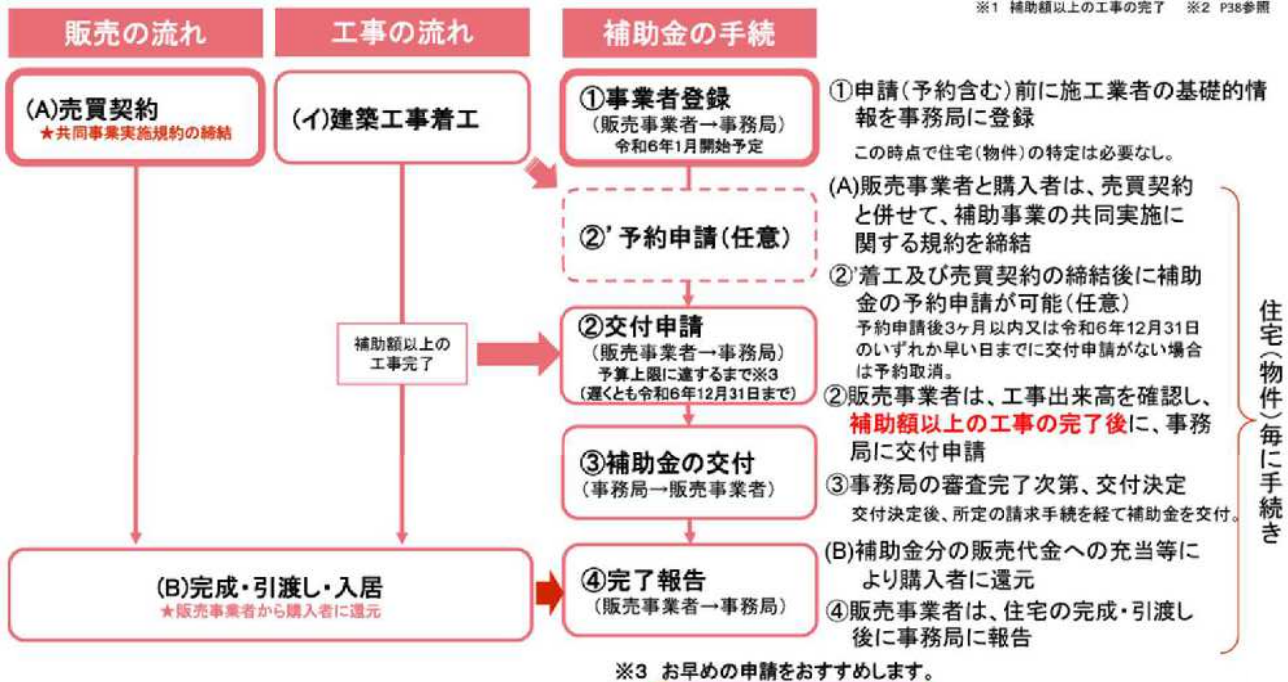 ※1 補助額以上の工事の完了 ※2 P38参照
販売の流れ
工事の流れ
補助金の手続
(A)売買契約
★共同事業実施規約の締結
(イ)建築工事着工
①事業者登録
(販売事業者→事務局)
令和6年1月開始予定
②'予約申請(任意)
補助額以上の
工事完了
②交付申請
(販売事業者→事務局)
予算上限に達するまで※3
(遅くとも令和6年12月31日まで)
③補助金の交付
(事務局→販売事業者)
(B)完成・引渡し・入居
★販売事業者から購入者に還元
④完了報告
(販売事業者→事務局)
①申請(予約含む)前に施工業者の基礎的情
報を事務局に登録
この時点で住宅(物件)の特定は必要なし。
(A)販売事業者と購入者は、売買契約
と併せて、補助事業の共同実施に
関する規約を締結
②'着工及び売買契約の締結後に補助
金の予約申請が可能(任意)
予約申請後3ヶ月以内又は令和6年12月31日
のいずれか早い日までに交付申請がない場合
は予約取消。
②販売事業者は、工事出来高を確認し、
補助額以上の工事の完了後に、事務
局に交付申請
③事務局の審査完了次第、交付決定
交付決定後、所定の請求手続を経て補助金を交付。
(B)補助金分の販売代金への充当等に
より購入者に還元
④販売事業者は、住宅の完成・引渡し
後に事務局に報告
住宅(物件)毎に手続き
※3 お早めの申請をおすすめします。